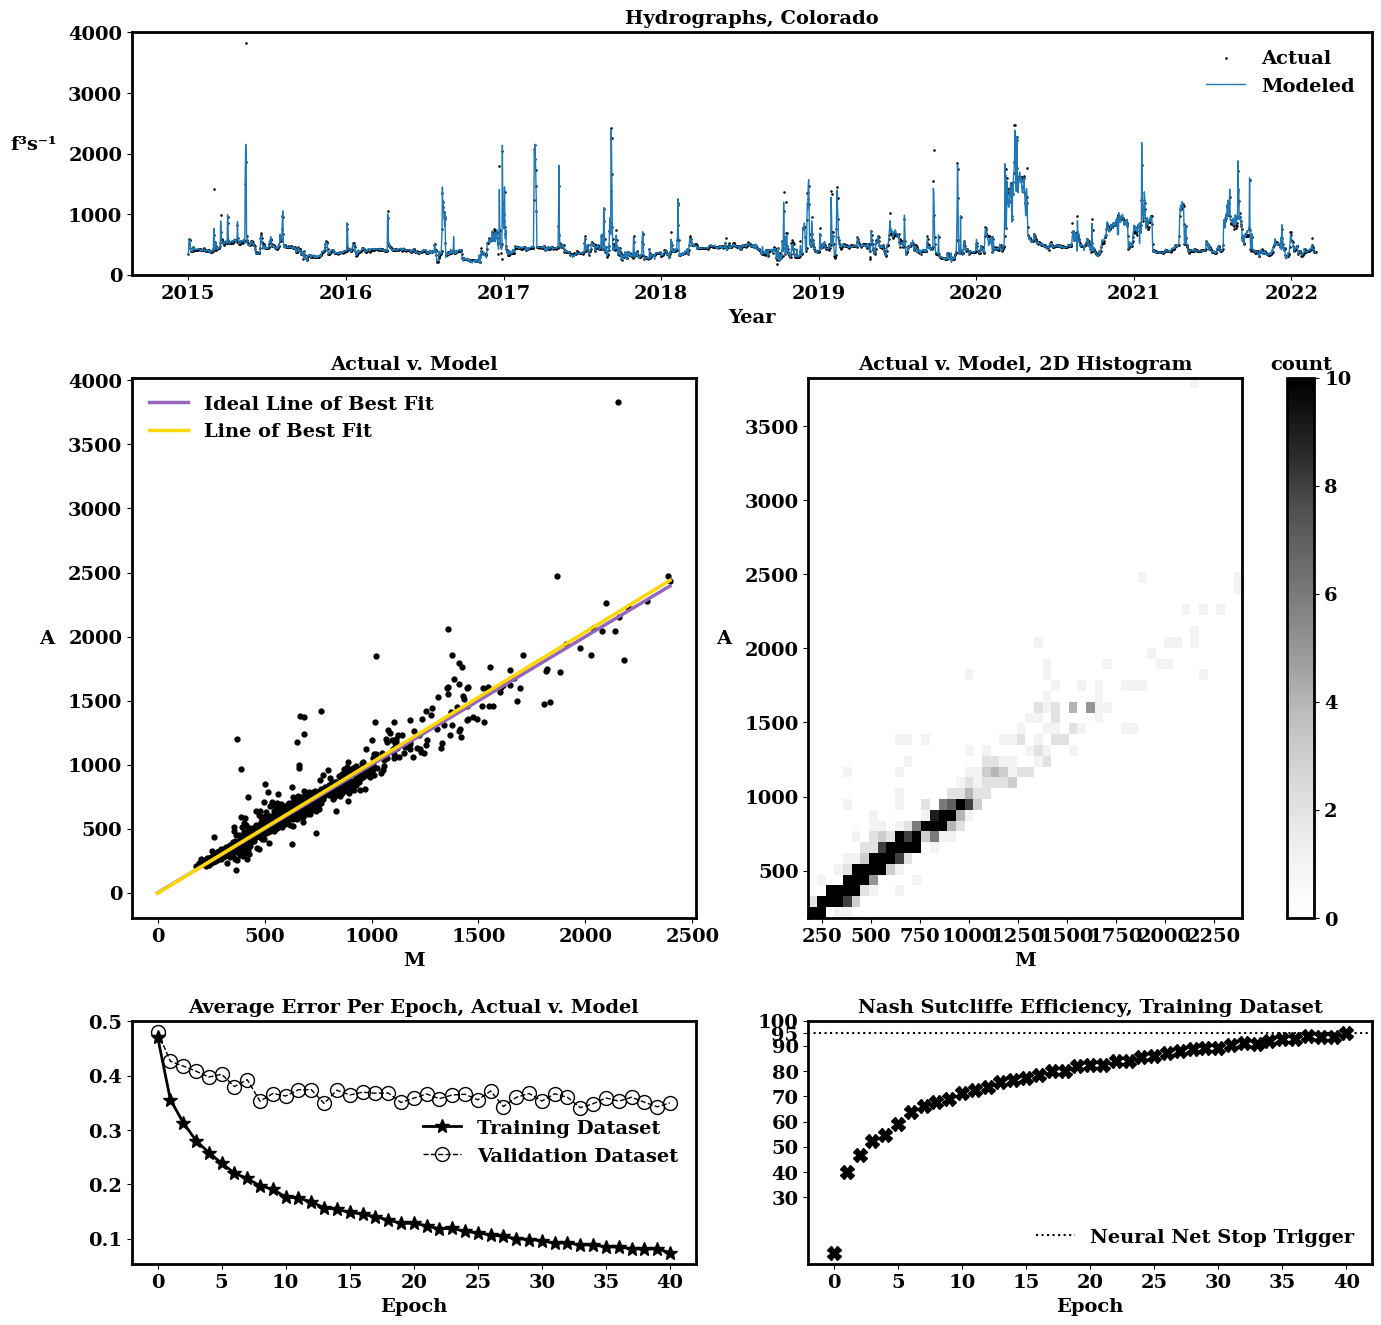 Hydrographs, Colorado
4000
3000
2000
1000
0
f³s⁻¹
Actual
Modeled
2015 2016 2017 2018 2019 2020 2021 2022
Year
Actual v. Model
4000
3500
3000
2500
2000
1500
1000
500
0
A
Ideal Line of Best Fit
Line of Best Fit
0 500 1000 1500 2000 2500
M
Actual v. Model, 2D Histogram
3500
3000
2500
2000
1500
1000
500
A
250 500 750 1000 1250 1500 1750 2000 2250
M
count
10
8
6
4
2
0
Average Error Per Epoch, Actual v. Model
0.5
0.4
0.3
0.2
0.1
Training Dataset
Validation Dataset
0 5 10 15 20 25 30 35 40
Epoch
Nash Sutcliffe Efficiency, Training Dataset
100
95
90
80
70
60
50
40
30
Neural Net Stop Trigger
0 5 10 15 20 25 30 35 40
Epoch